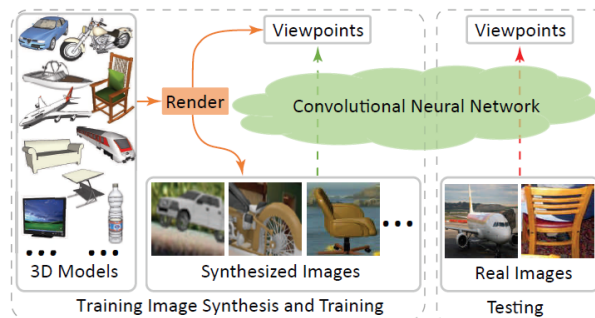 Viewpoints
Viewpoints
Render
Convolutional Neural Network
3D Models
Synthesized Images
Real Images
Training Image Synthesis and Training
Testing